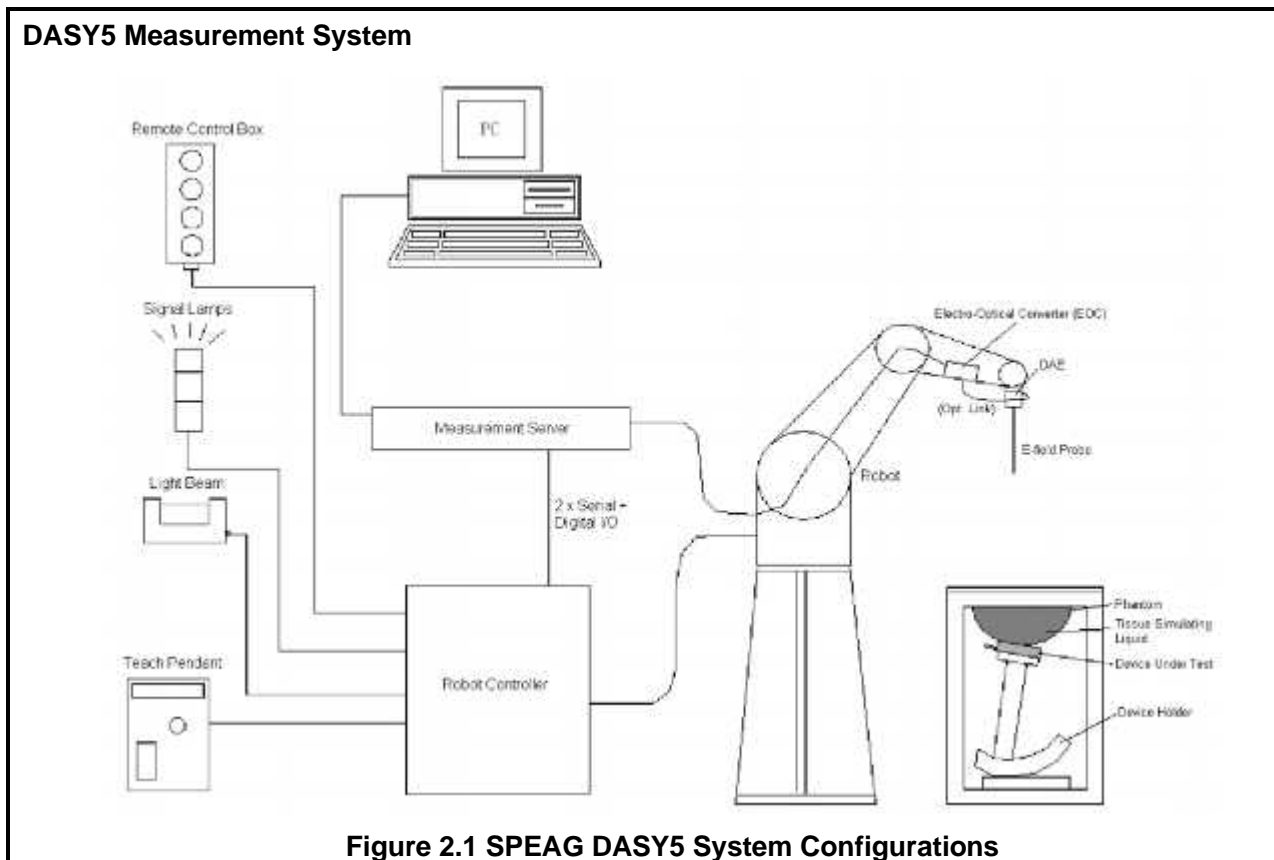 DASY5 Measurement System
Remote Control Box
PC
Signal Lamps
Electro-Optical Converter (EOC)
DAE
(Opt. Link)
Measurement Server
E-field Probe
Robot
Light Beam
2 x Serial +
Digital I/O
Phantom
Tissue Simulating
Liquid
Teach Pendant
Device Under Test
Robot Controller
Device Holder
Figure 2.1 SPEAG DASY5 System Configurations